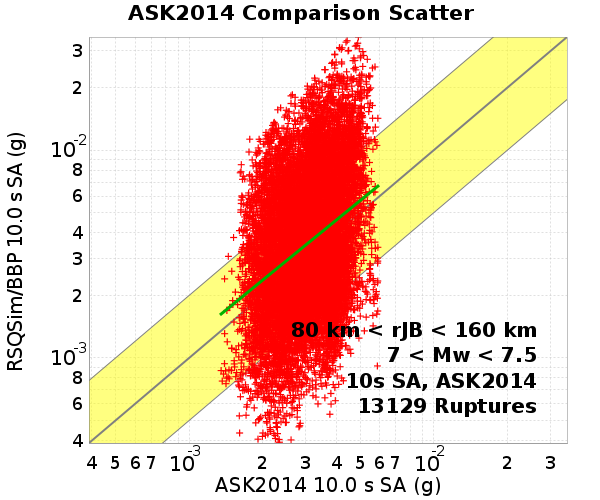 ASK2014 Comparison Scatter
RSQSim/BBP 10.0 s SA (g)
3
2
10-2
8
6
4
3
2
10-3
8
6
4
80 km < rJB < 160 km
7 < Mw < 7.5
10s SA, ASK2014
13129 Ruptures
4 5 6 7 10-3 2 3 4 5 6 7 10-2 2 3
ASK2014 10.0 s SA (g)